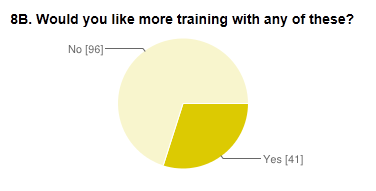 8B. Would you like more training with any of these?
No [96]
Yes [41]